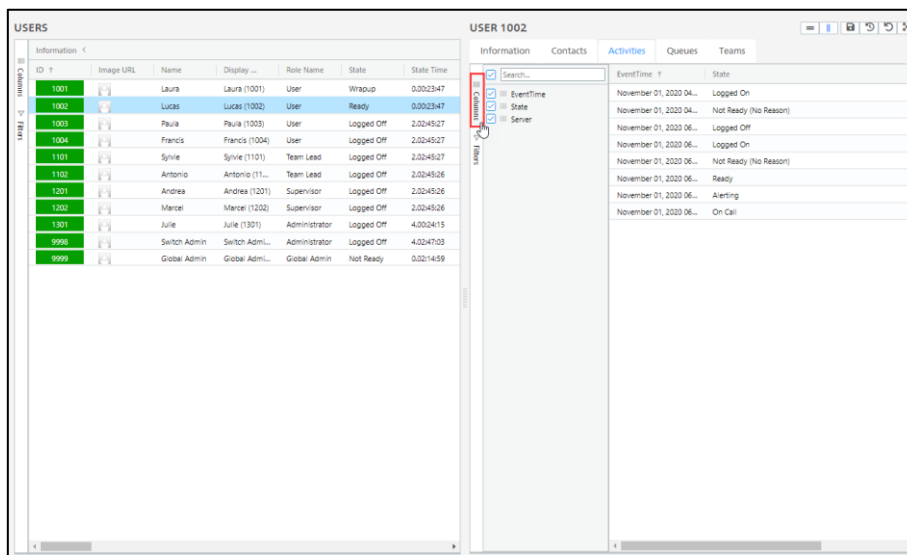 USERS
Information <
ID ↑ Image URL Name Display ... Role Name State State Time
1001 Laura Laura (1001) User Wrapup 0.00:23:47
1002 Lucas Lucas (1002) User Ready 0.00:23:47
1003 Paula Paula (1003) User Logged Off 2.02:45:27
1004 Francis Francis (1004) User Logged Off 2.02:45:27
1101 Sylvie Sylvie (1101) Team Lead Logged Off 2.02:45:27
1102 Antonio Antonio (11... Team Lead Logged Off 2.02:45:26
1201 Andrea Andrea (1201) Supervisor Logged Off 2.02:45:26
1202 Marcel Marcel (1202) Supervisor Logged Off 2.02:45:26
1301 Julie Julie (1301) Administrator Logged Off 4.00:24:15
9998 Switch Admin Switch Admi... Administrator Logged Off 4.02:47:03
9999 Global Admin Global Admi... Global Admin Not Ready 0.02:14:59
Columns
Filters
USER 1002
Information Contacts Activities Queues Teams
Columns
Filters
Search...
EventTime
State
Server
EventTime ↑ State
November 01, 2020 04... Logged On
November 01, 2020 04... Not Ready (No Reason)
November 01, 2020 06... Logged Off
November 01, 2020 06... Logged On
November 01, 2020 06... Not Ready (No Reason)
November 01, 2020 06... Ready
November 01, 2020 06... Alerting
November 01, 2020 06... On Call